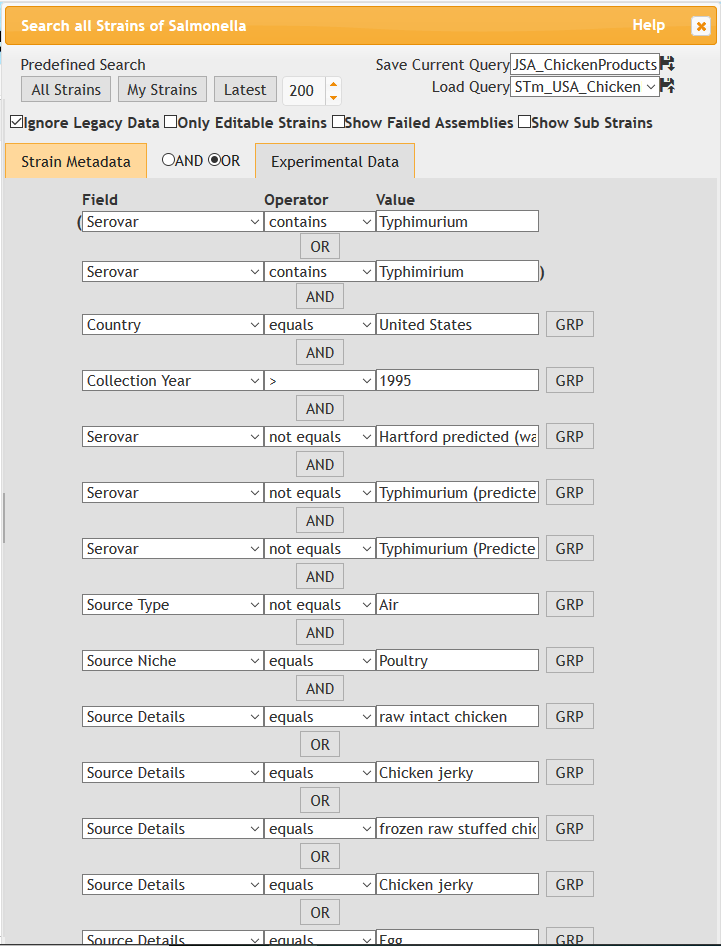 Search all Strains of Salmonella Help
Predefined Search Save Current Query JSA_ChickenProducts
All Strains My Strains Latest 200 Load Query STm_USA_Chicken
Ignore Legacy Data Only Editable Strains Show Failed Assemblies Show Sub Strains
Strain Metadata AND OR Experimental Data
Field Operator Value
( Serovar contains Typhimurium
OR
Serovar contains Typhimirium )
AND
Country equals United States GRP
AND
Collection Year > 1995 GRP
AND
Serovar not equals Hartford predicted (wa GRP
AND
Serovar not equals Typhimurium (predicte GRP
AND
Serovar not equals Typhimurium (Predicte GRP
AND
Source Type not equals Air GRP
AND
Source Niche equals Poultry GRP
AND
Source Details equals raw intact chicken GRP
OR
Source Details equals Chicken jerky GRP
OR
Source Details equals frozen raw stuffed chic GRP
OR
Source Details equals Chicken jerky GRP
OR
Source Details equals Egg GRP